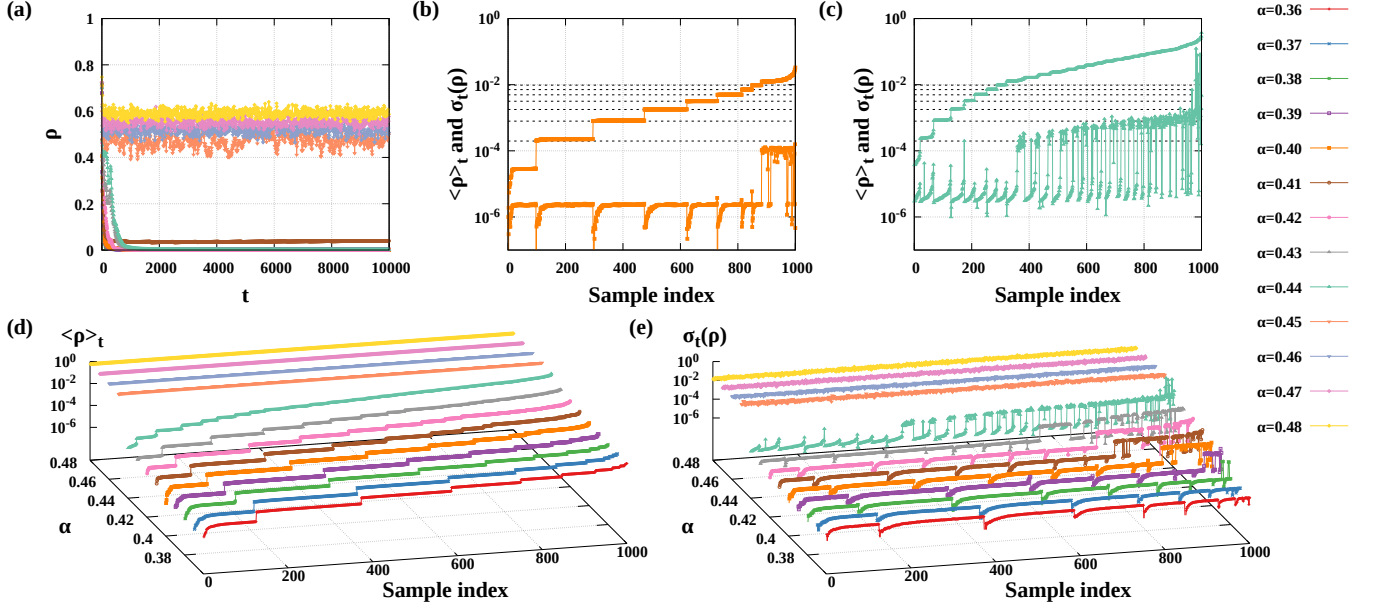 (a)
1
0.8
0.6
0.4
0.2
0
ρ
0 2000 4000 6000 8000 10000
t
(b)
10^0
10^-2
10^-4
10^-6
<ρ>_t and σ_t(ρ)
0 200 400 600 800 1000
Sample index
(c)
10^0
10^-2
10^-4
10^-6
<ρ>_t and σ_t(ρ)
0 200 400 600 800 1000
Sample index
α=0.36
α=0.37
α=0.38
α=0.39
α=0.40
α=0.41
α=0.42
α=0.43
α=0.44
α=0.45
α=0.46
α=0.47
α=0.48
(d)
<ρ>_t
10^0
10^-2
10^-4
10^-6
0.48
0.46
0.44
0.42
0.4
0.38
α
0 200 400 600 800 1000
Sample index
(e)
σ_t(ρ)
10^0
10^-2
10^-4
10^-6
0.48
0.46
0.44
0.42
0.4
0.38
α
0 200 400 600 800 1000
Sample index